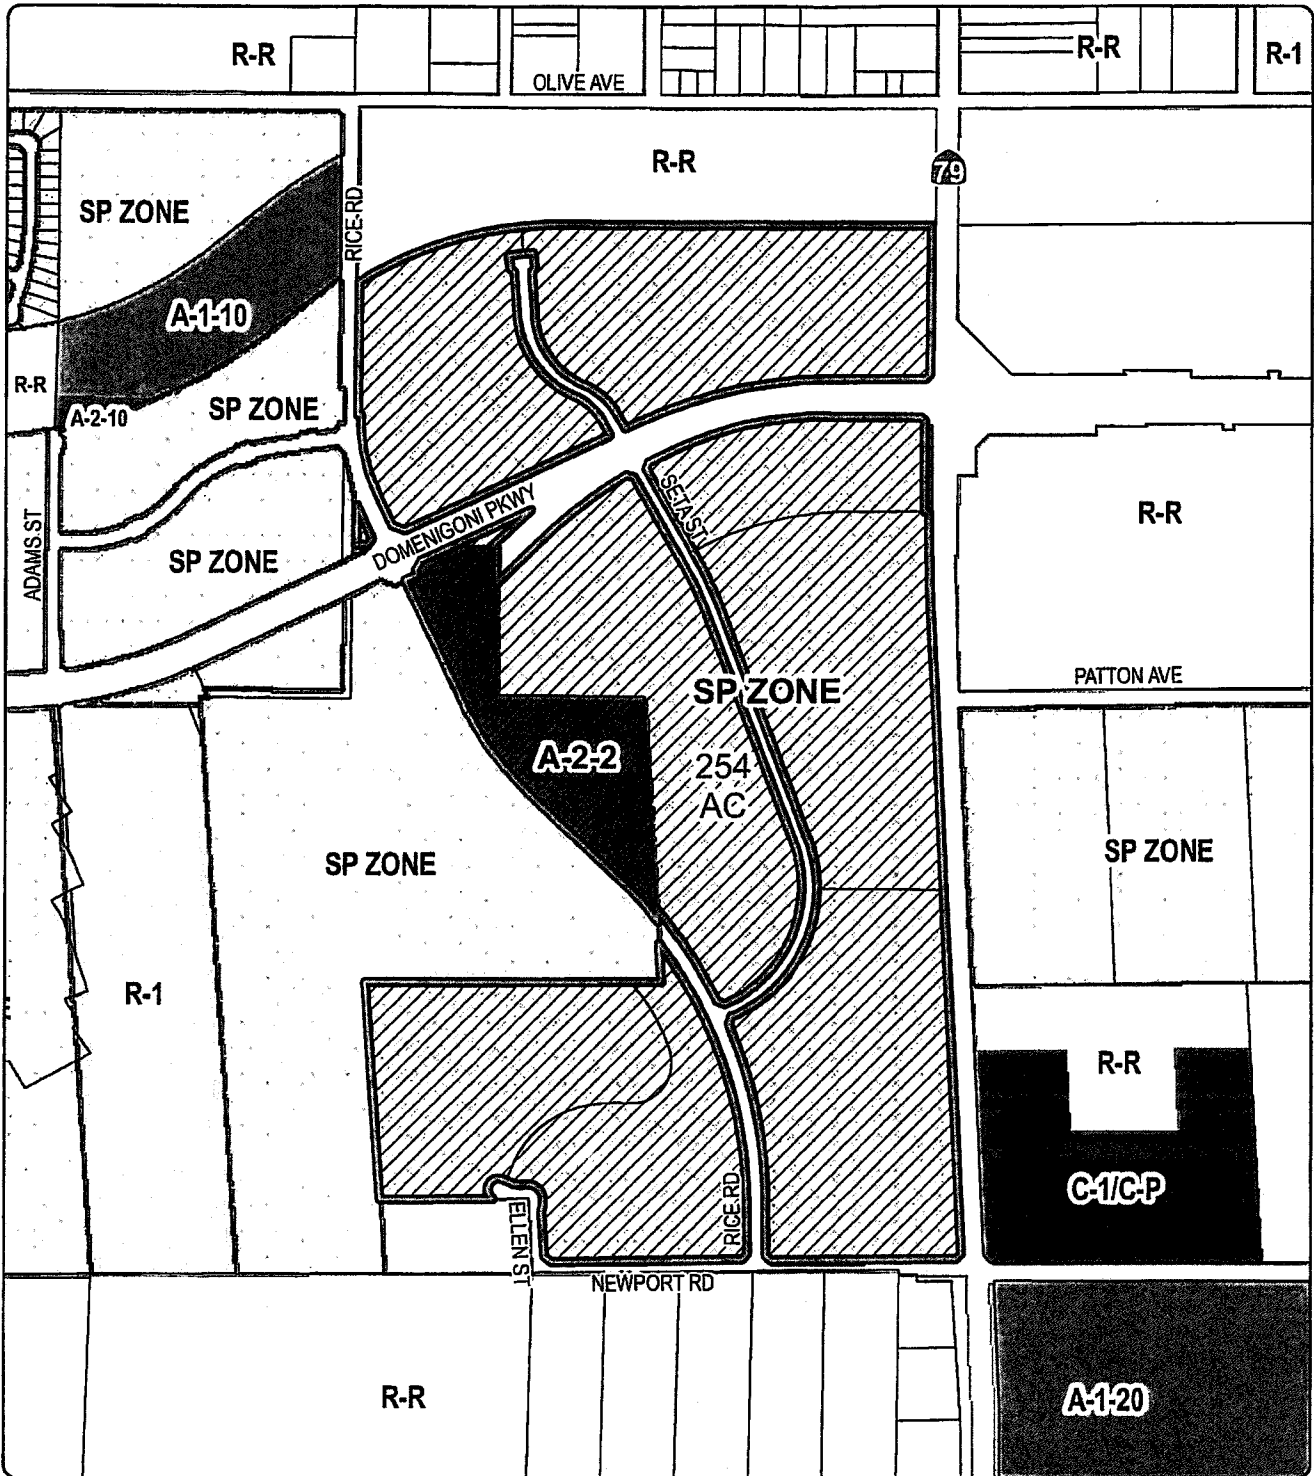 R-R
R-R
R-1
OLIVE AVE
R-R
79
SP ZONE
RICE RD
A-1-10
R-R
A-2-10
SP ZONE
SETA ST
DOMENIGONI PKWY
R-R
ADAMS ST
SP ZONE
PATTON AVE
SP ZONE
A-2-2
254
AC
SP ZONE
SP ZONE
R-1
R-R
C-1/C-P
RICE RD
ELLEN ST
NEWPORT RD
R-R
A-1-20